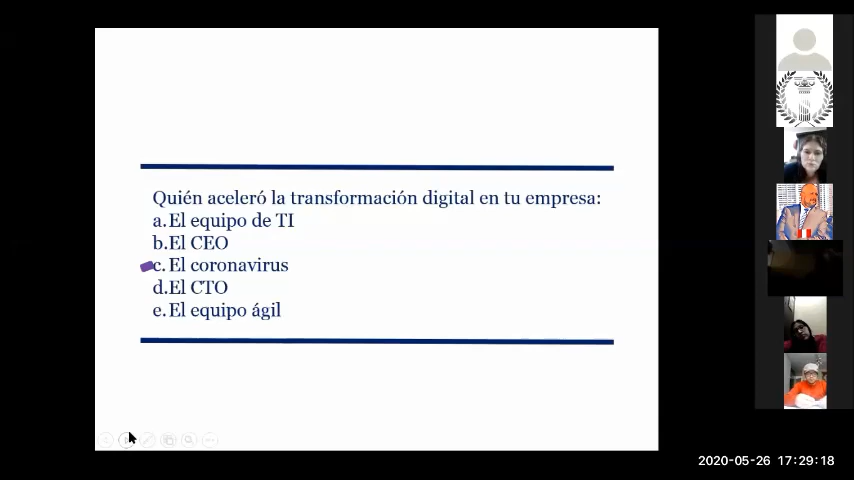 Quién aceleró la transformación digital en tu empresa:
a. El equipo de TI
b. El CEO
c. El coronavirus
d. El CTO
e. El equipo ágil
2020-05-26 17:29:18